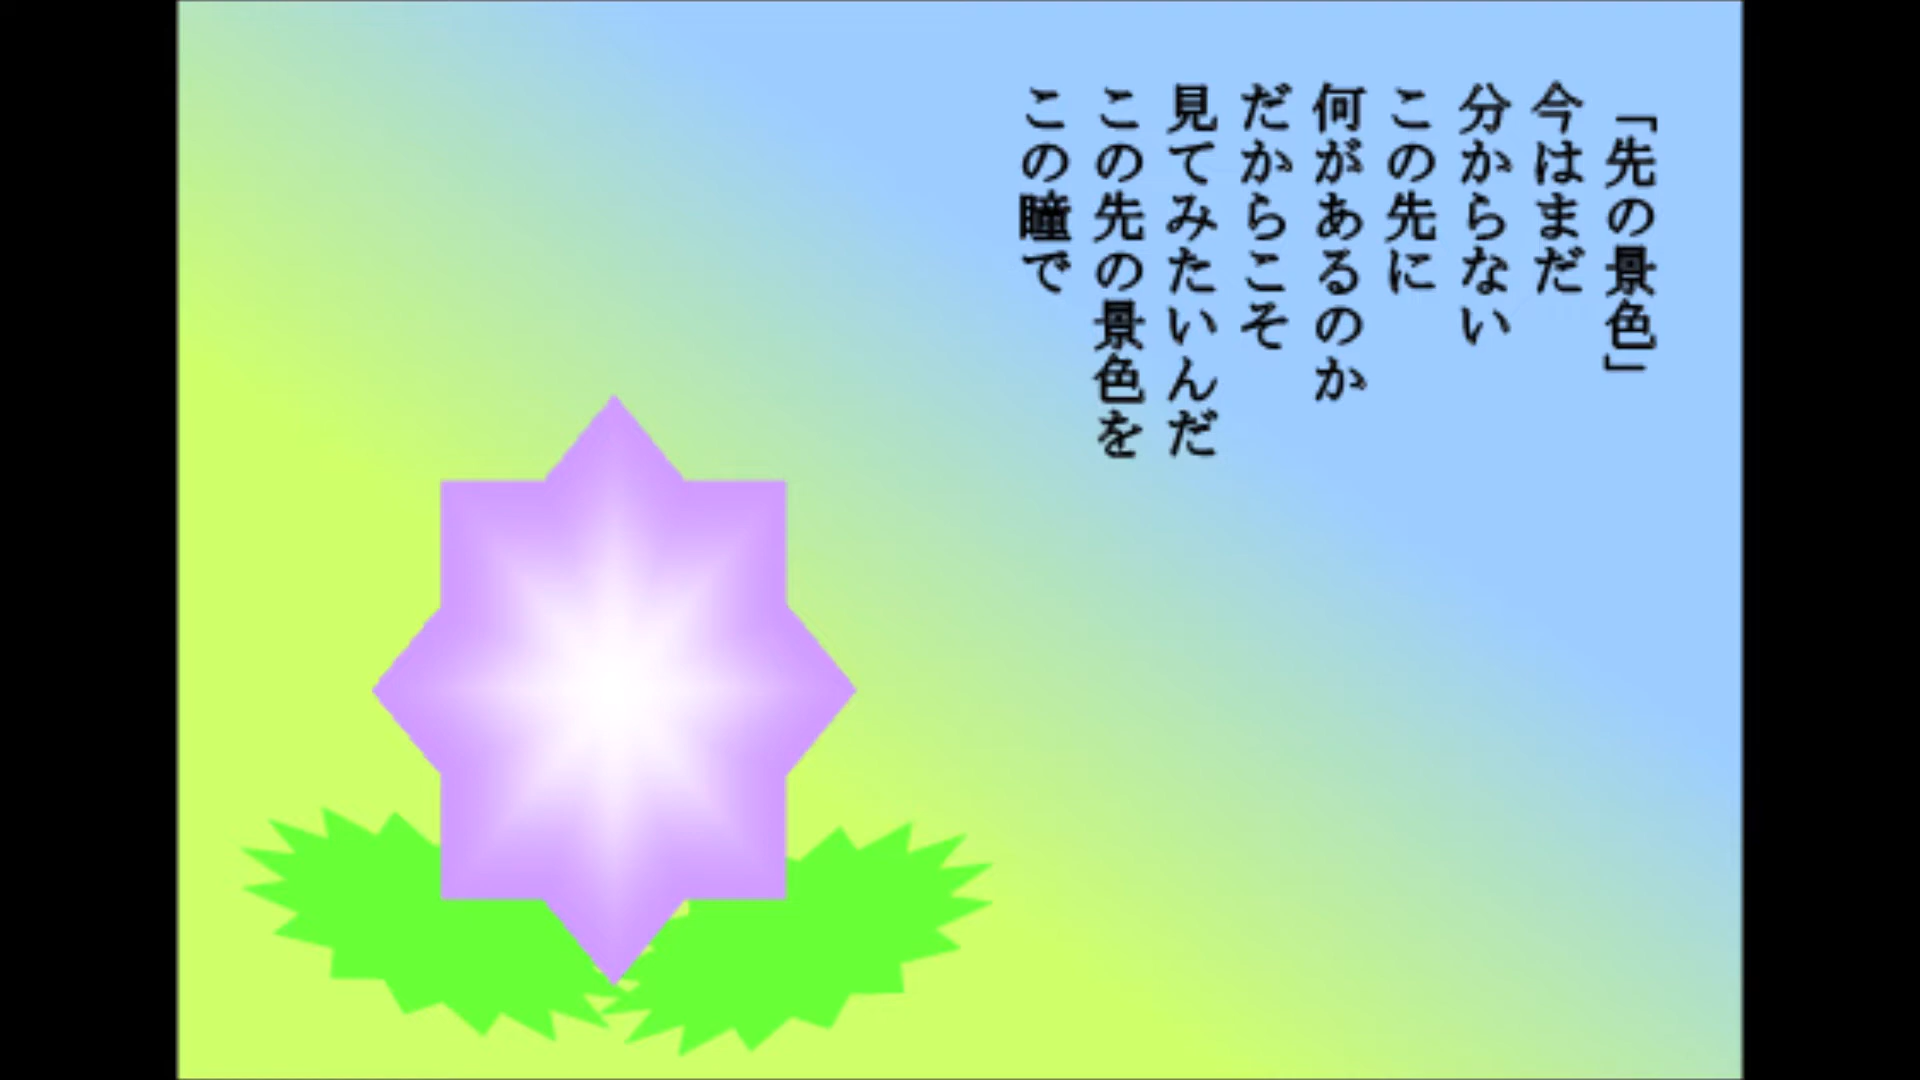 「先の景色」
今はまだ
分からない
この先に
何があるのか
だからこそ
見てみたいんだ
この先の景色を
この瞳で